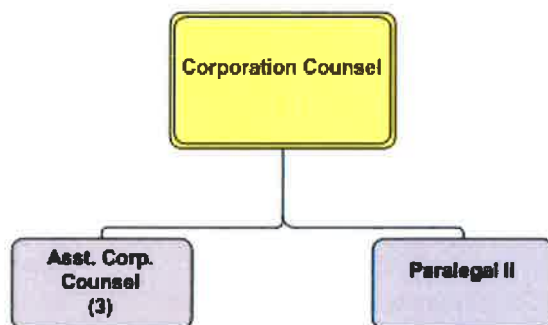 Corporation Counsel
Asst. Corp.
Counsel
(3)
Paralegal II